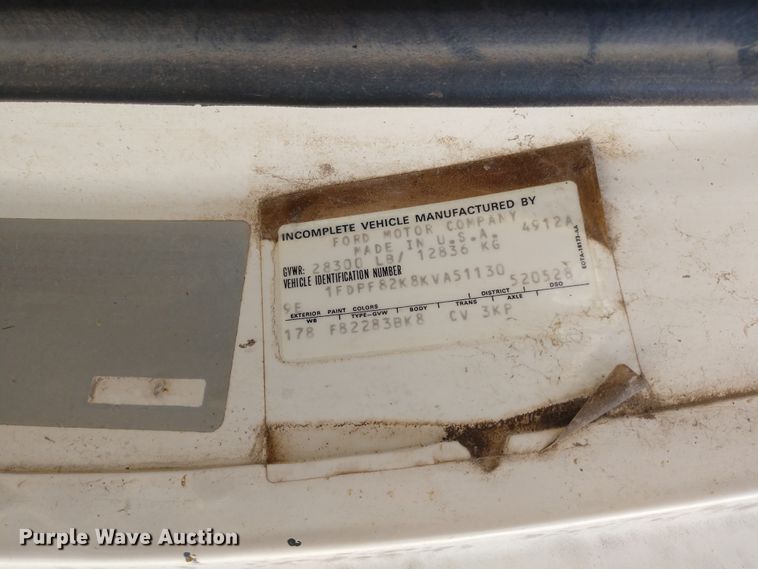 INCOMPLETE VEHICLE MANUFACTURED BY
FORD MOTOR COMPANY 4912A
MADE IN U.S.A.
GVWR: 28300 LB/ 12836 KG
VEHICLE IDENTIFICATION NUMBER
1FDPF82K8KVA51130 520528
9E
EXTERIOR PAINT COLORS DISTRICT DSO
WB TYPE-GVW BODY TRANS AXLE
178 F82283BK8 CV 3KP
Purple Wave Auction